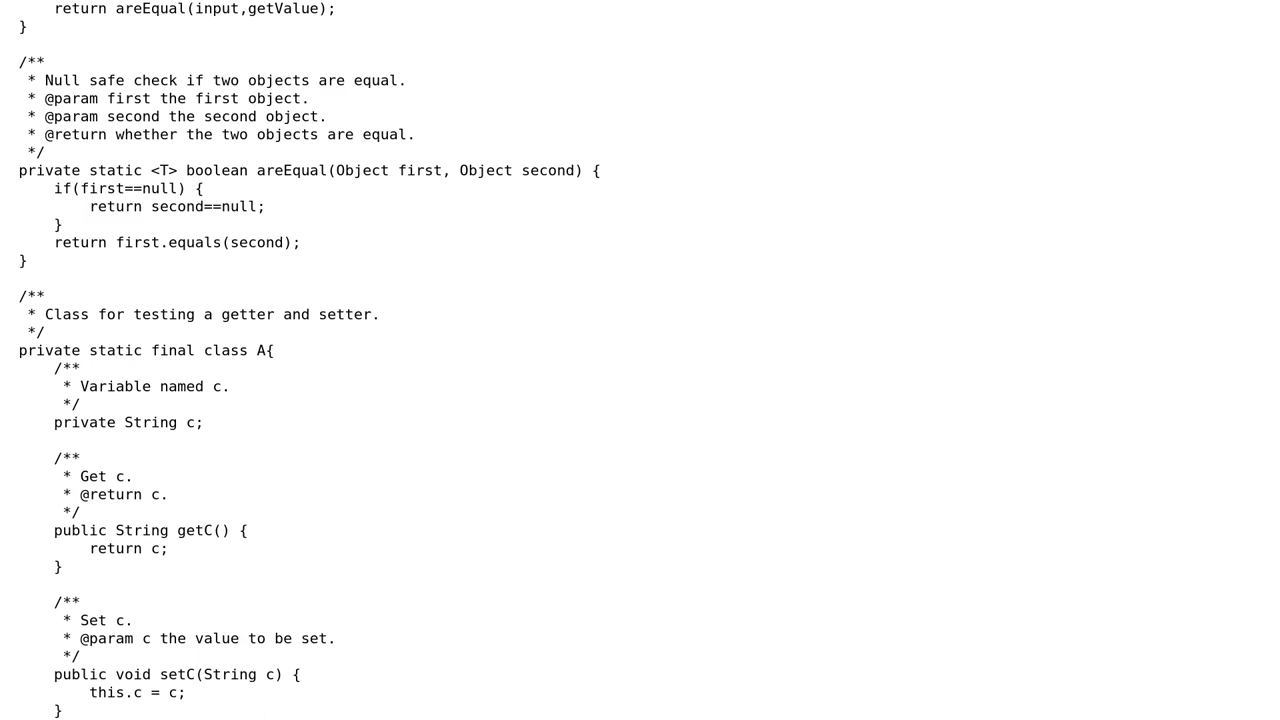 return areEqual(input,getValue);
}

/**
 * Null safe check if two objects are equal.
 * @param first the first object.
 * @param second the second object.
 * @return whether the two objects are equal.
 */
private static <T> boolean areEqual(Object first, Object second) {
    if(first==null) {
        return second==null;
    }
    return first.equals(second);
}

/**
 * Class for testing a getter and setter.
 */
private static final class A{
    /**
     * Variable named c.
     */
    private String c;

    /**
     * Get c.
     * @return c.
     */
    public String getC() {
        return c;
    }

    /**
     * Set c.
     * @param c the value to be set.
     */
    public void setC(String c) {
        this.c = c;
    }